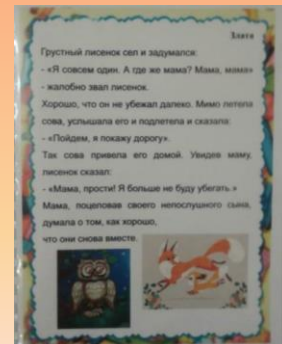 Злата
Грустный лисенок сел и задумался:
- «Я совсем один. А где же мама? Мама, мама»
- жалобно звал лисенок.
Хорошо, что он не убежал далеко. Мимо летела
сова, услышала его и подлетела и сказала:
- «Пойдем, я покажу дорогу».
Так сова привела его домой. Увидев маму,
лисенок сказал:
- «Мама, прости! Я больше не буду убегать.»
Мама, поцеловав своего непослушного сына,
думала о том, как хорошо,
что они снова вместе.